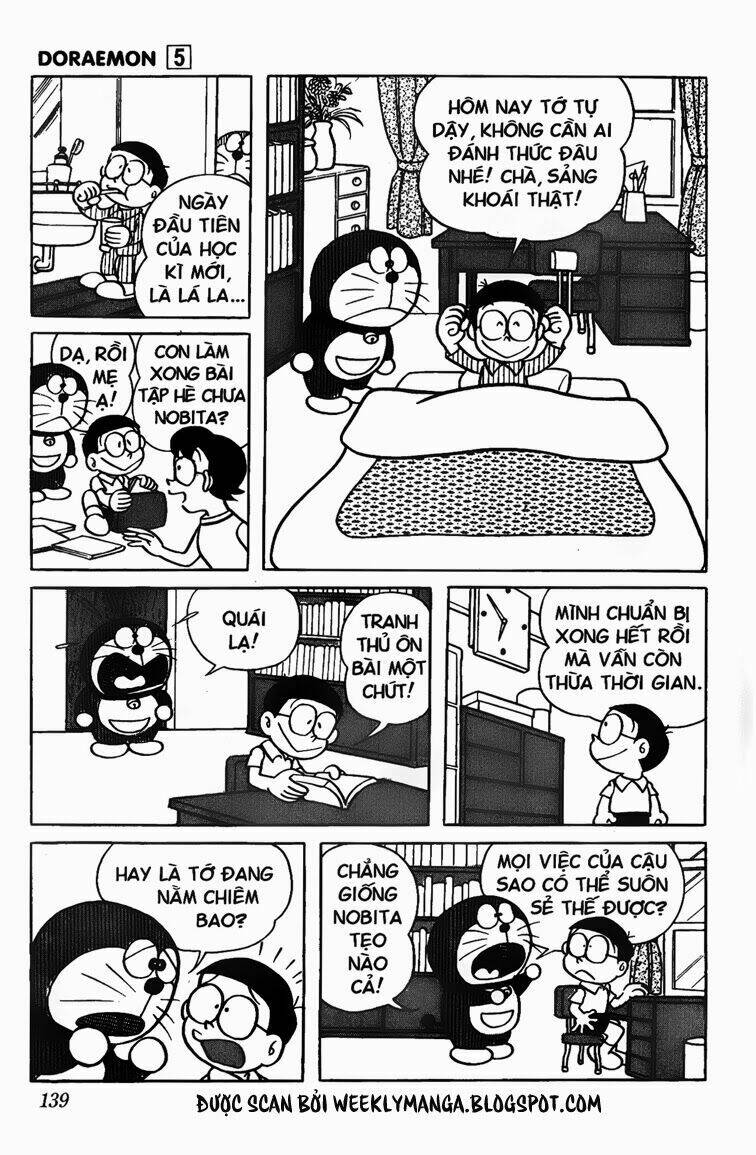 DORAEMON 5
HÔM NAY TỚ TỰ
DẬY, KHÔNG CẦN AI
ĐÁNH THỨC ĐÂU
NHÉ! CHÀ, SẢNG
KHOÁI THẬT!
NGÀY
ĐẦU TIÊN
CỦA HỌC
KÌ MỚI,
LÀ LÁ LA...
CON LÀM
XONG BÀI
TẬP HÈ CHƯA
NOBITA?
DẠ, RỒI
MẸ
Ạ!
MÌNH CHUẨN BỊ
XONG HẾT RỒI
MÀ VẪN CÒN
THỪA THỜI GIAN.
TRANH
THỦ ÔN
BÀI MỘT
CHÚT!
QUÁI
LẠ!
MỌI VIỆC CỦA CẬU
SAO CÓ THỂ SUÔN
SẺ THẾ ĐƯỢC?
CHẲNG
GIỐNG
NOBITA
TẸO
NÀO
CẢ!
HAY LÀ TỚ ĐANG
NẰM CHIÊM
BAO?
139
ĐƯỢC SCAN BỞI WEEKLYMANGA.BLOGSPOT.COM